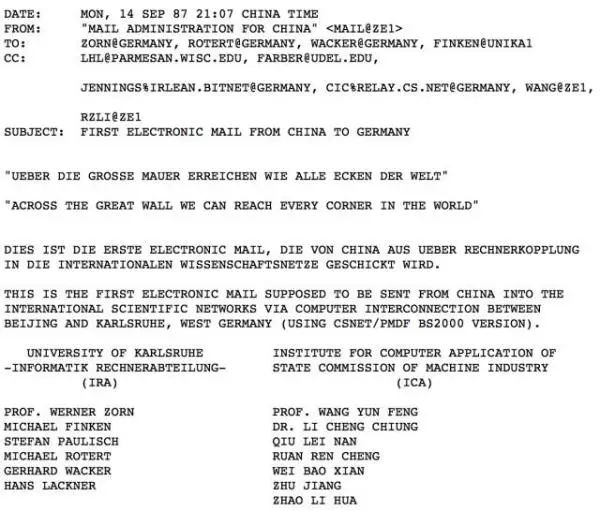 DATE: MON, 14 SEP 87 21:07 CHINA TIME
FROM: "MAIL ADMINISTRATION FOR CHINA" <MAIL@ZE1>
TO: ZORN@GERMANY, ROTERT@GERMANY, WACKER@GERMANY, FINKEN@UNIKA1
CC: LHL@PARMESAN.WISC.EDU, FARBER@UDEL.EDU,
JENNINGS%IRLEAN.BITNET@GERMANY, CIC%RELAY.CS.NET@GERMANY, WANG@ZE1,
RZLI@ZE1
SUBJECT: FIRST ELECTRONIC MAIL FROM CHINA TO GERMANY
"UEBER DIE GROSSE MAUER ERREICHEN WIE ALLE ECKEN DER WELT"
"ACROSS THE GREAT WALL WE CAN REACH EVERY CORNER IN THE WORLD"
DIES IST DIE ERSTE ELECTRONIC MAIL, DIE VON CHINA AUS UEBER RECHNERKOPPLUNG
IN DIE INTERNATIONALEN WISSENSCHAFTSNETZE GESCHICKT WIRD.
THIS IS THE FIRST ELECTRONIC MAIL SUPPOSED TO BE SENT FROM CHINA INTO THE
INTERNATIONAL SCIENTIFIC NETWORKS VIA COMPUTER INTERCONNECTION BETWEEN
BEIJING AND KARLSRUHE, WEST GERMANY (USING CSNET/PMDF BS2000 VERSION).
UNIVERSITY OF KARLSRUHE INSTITUTE FOR COMPUTER APPLICATION OF
-INFORMATIK RECHNERABTEILUNG- STATE COMMISSION OF MACHINE INDUSTRY
(IRA) (ICA)
PROF. WERNER ZORN PROF. WANG YUN FENG
MICHAEL FINKEN DR. LI CHENG CHIUNG
STEFAN PAULISCH QIU LEI NAN
MICHAEL ROTERT RUAN REN CHENG
GERHARD WACKER WEI BAO XIAN
HANS LACKNER ZHU JIANG
ZHAO LI HUA